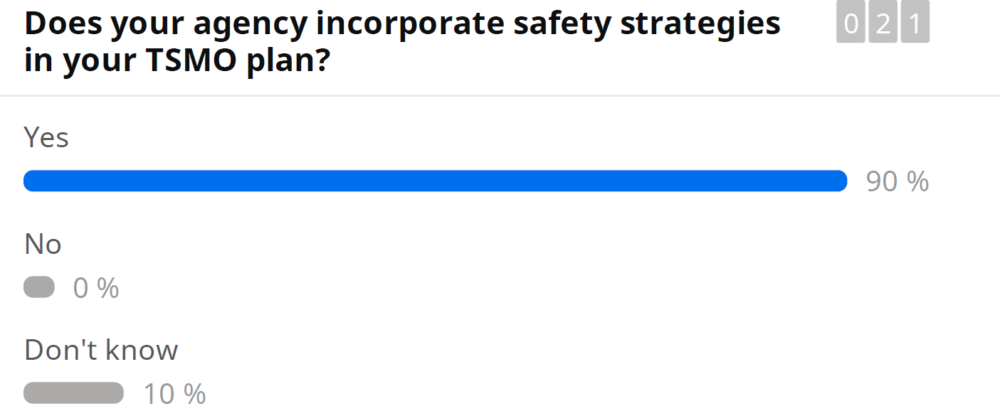 Does your agency incorporate safety strategies
in your TSMO plan?
0 2 1
Yes
90 %
No
0 %
Don't know
10 %